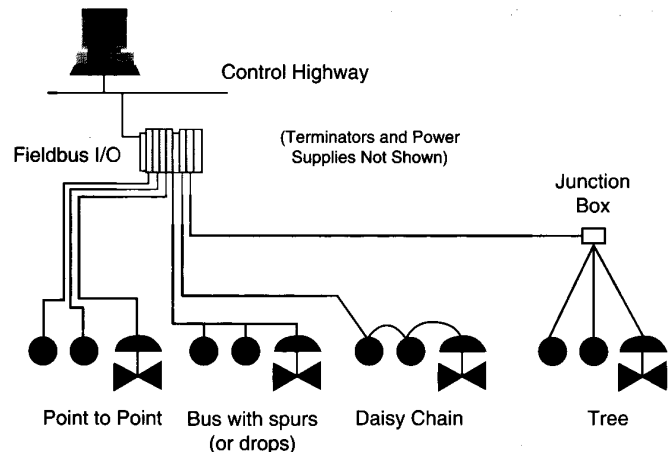 Control Highway
Fieldbus I/O
(Terminators and Power
Supplies Not Shown)
Junction
Box
Point to Point
Bus with spurs
(or drops)
Daisy Chain
Tree